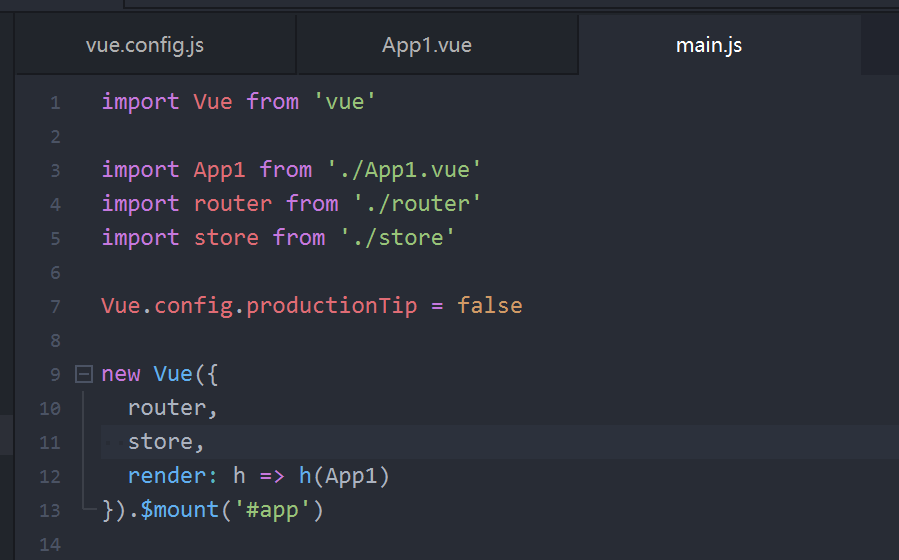 vue.config.js App1.vue main.js
1 import Vue from 'vue'
2
3 import App1 from './App1.vue'
4 import router from './router'
5 import store from './store'
6
7 Vue.config.productionTip = false
8
9 new Vue({
10 router,
11 store,
12 render: h => h(App1)
13 }).$mount('#app')
14